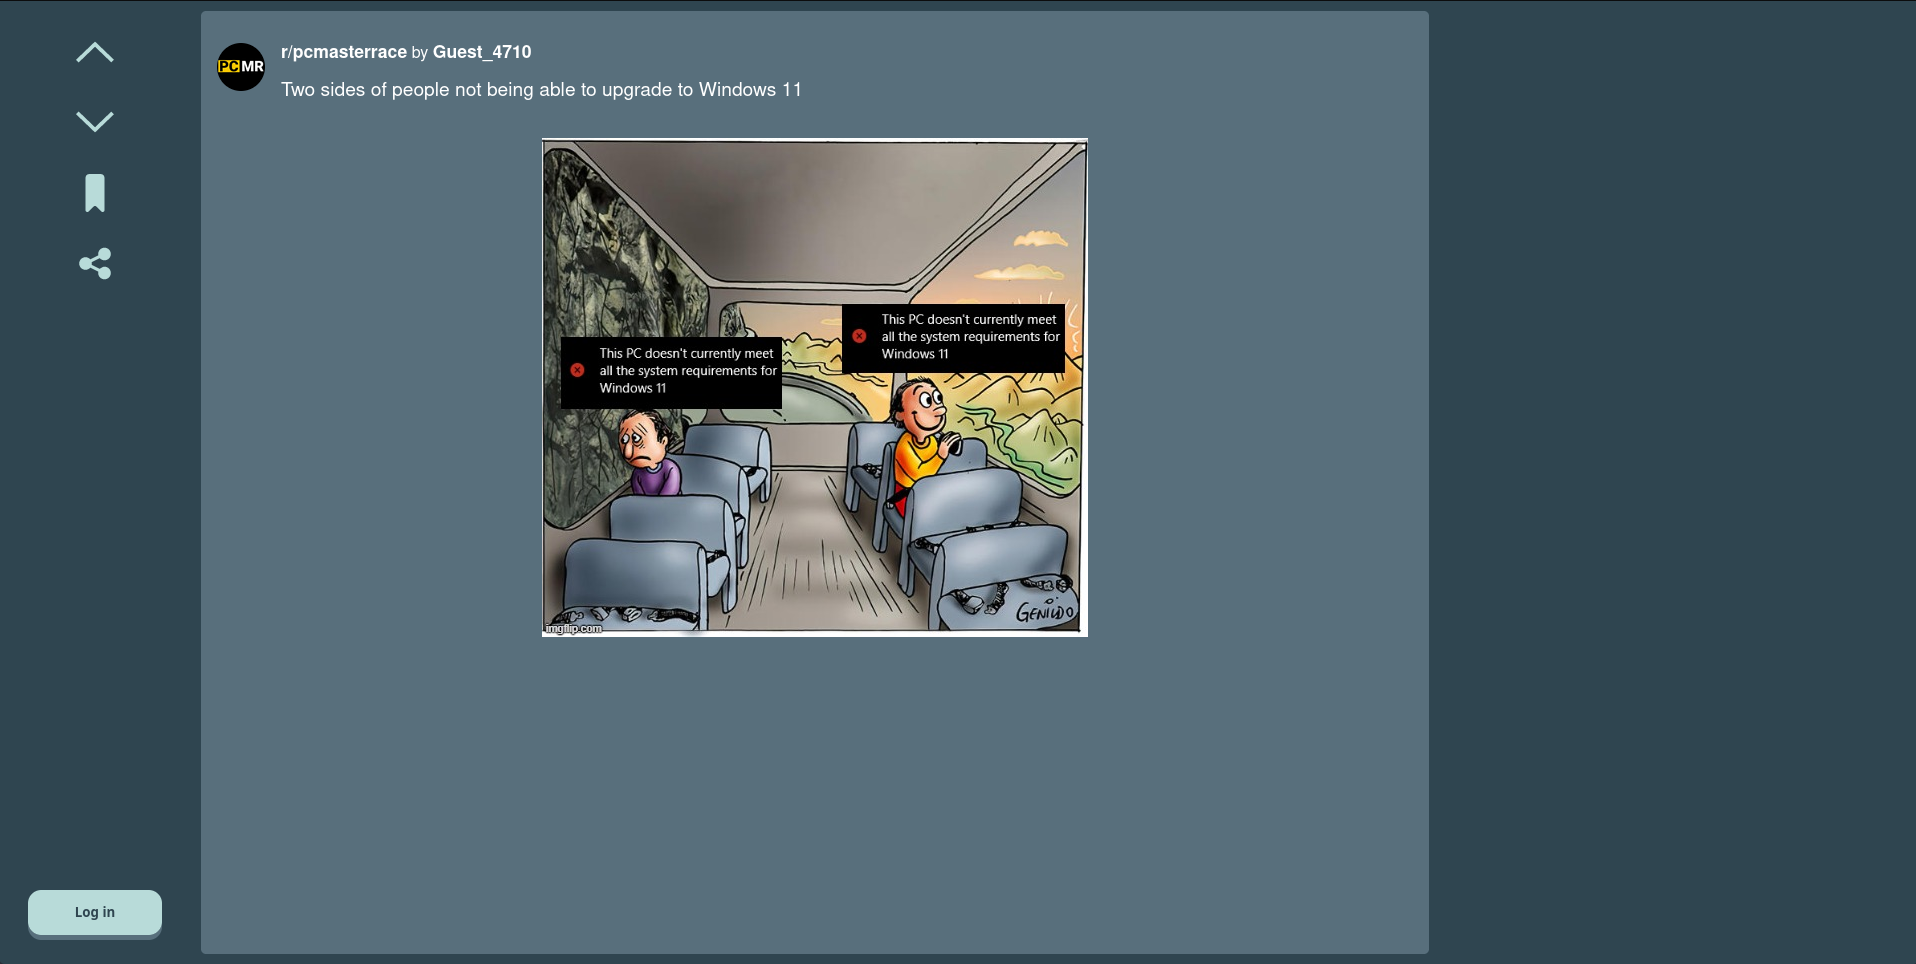 PCMR
r/pcmasterrace by Guest_4710
Two sides of people not being able to upgrade to Windows 11
This PC doesn't currently meet
all the system requirements for
Windows 11
This PC doesn't currently meet
all the system requirements for
Windows 11
GENILDO
imgflip.com
Log in